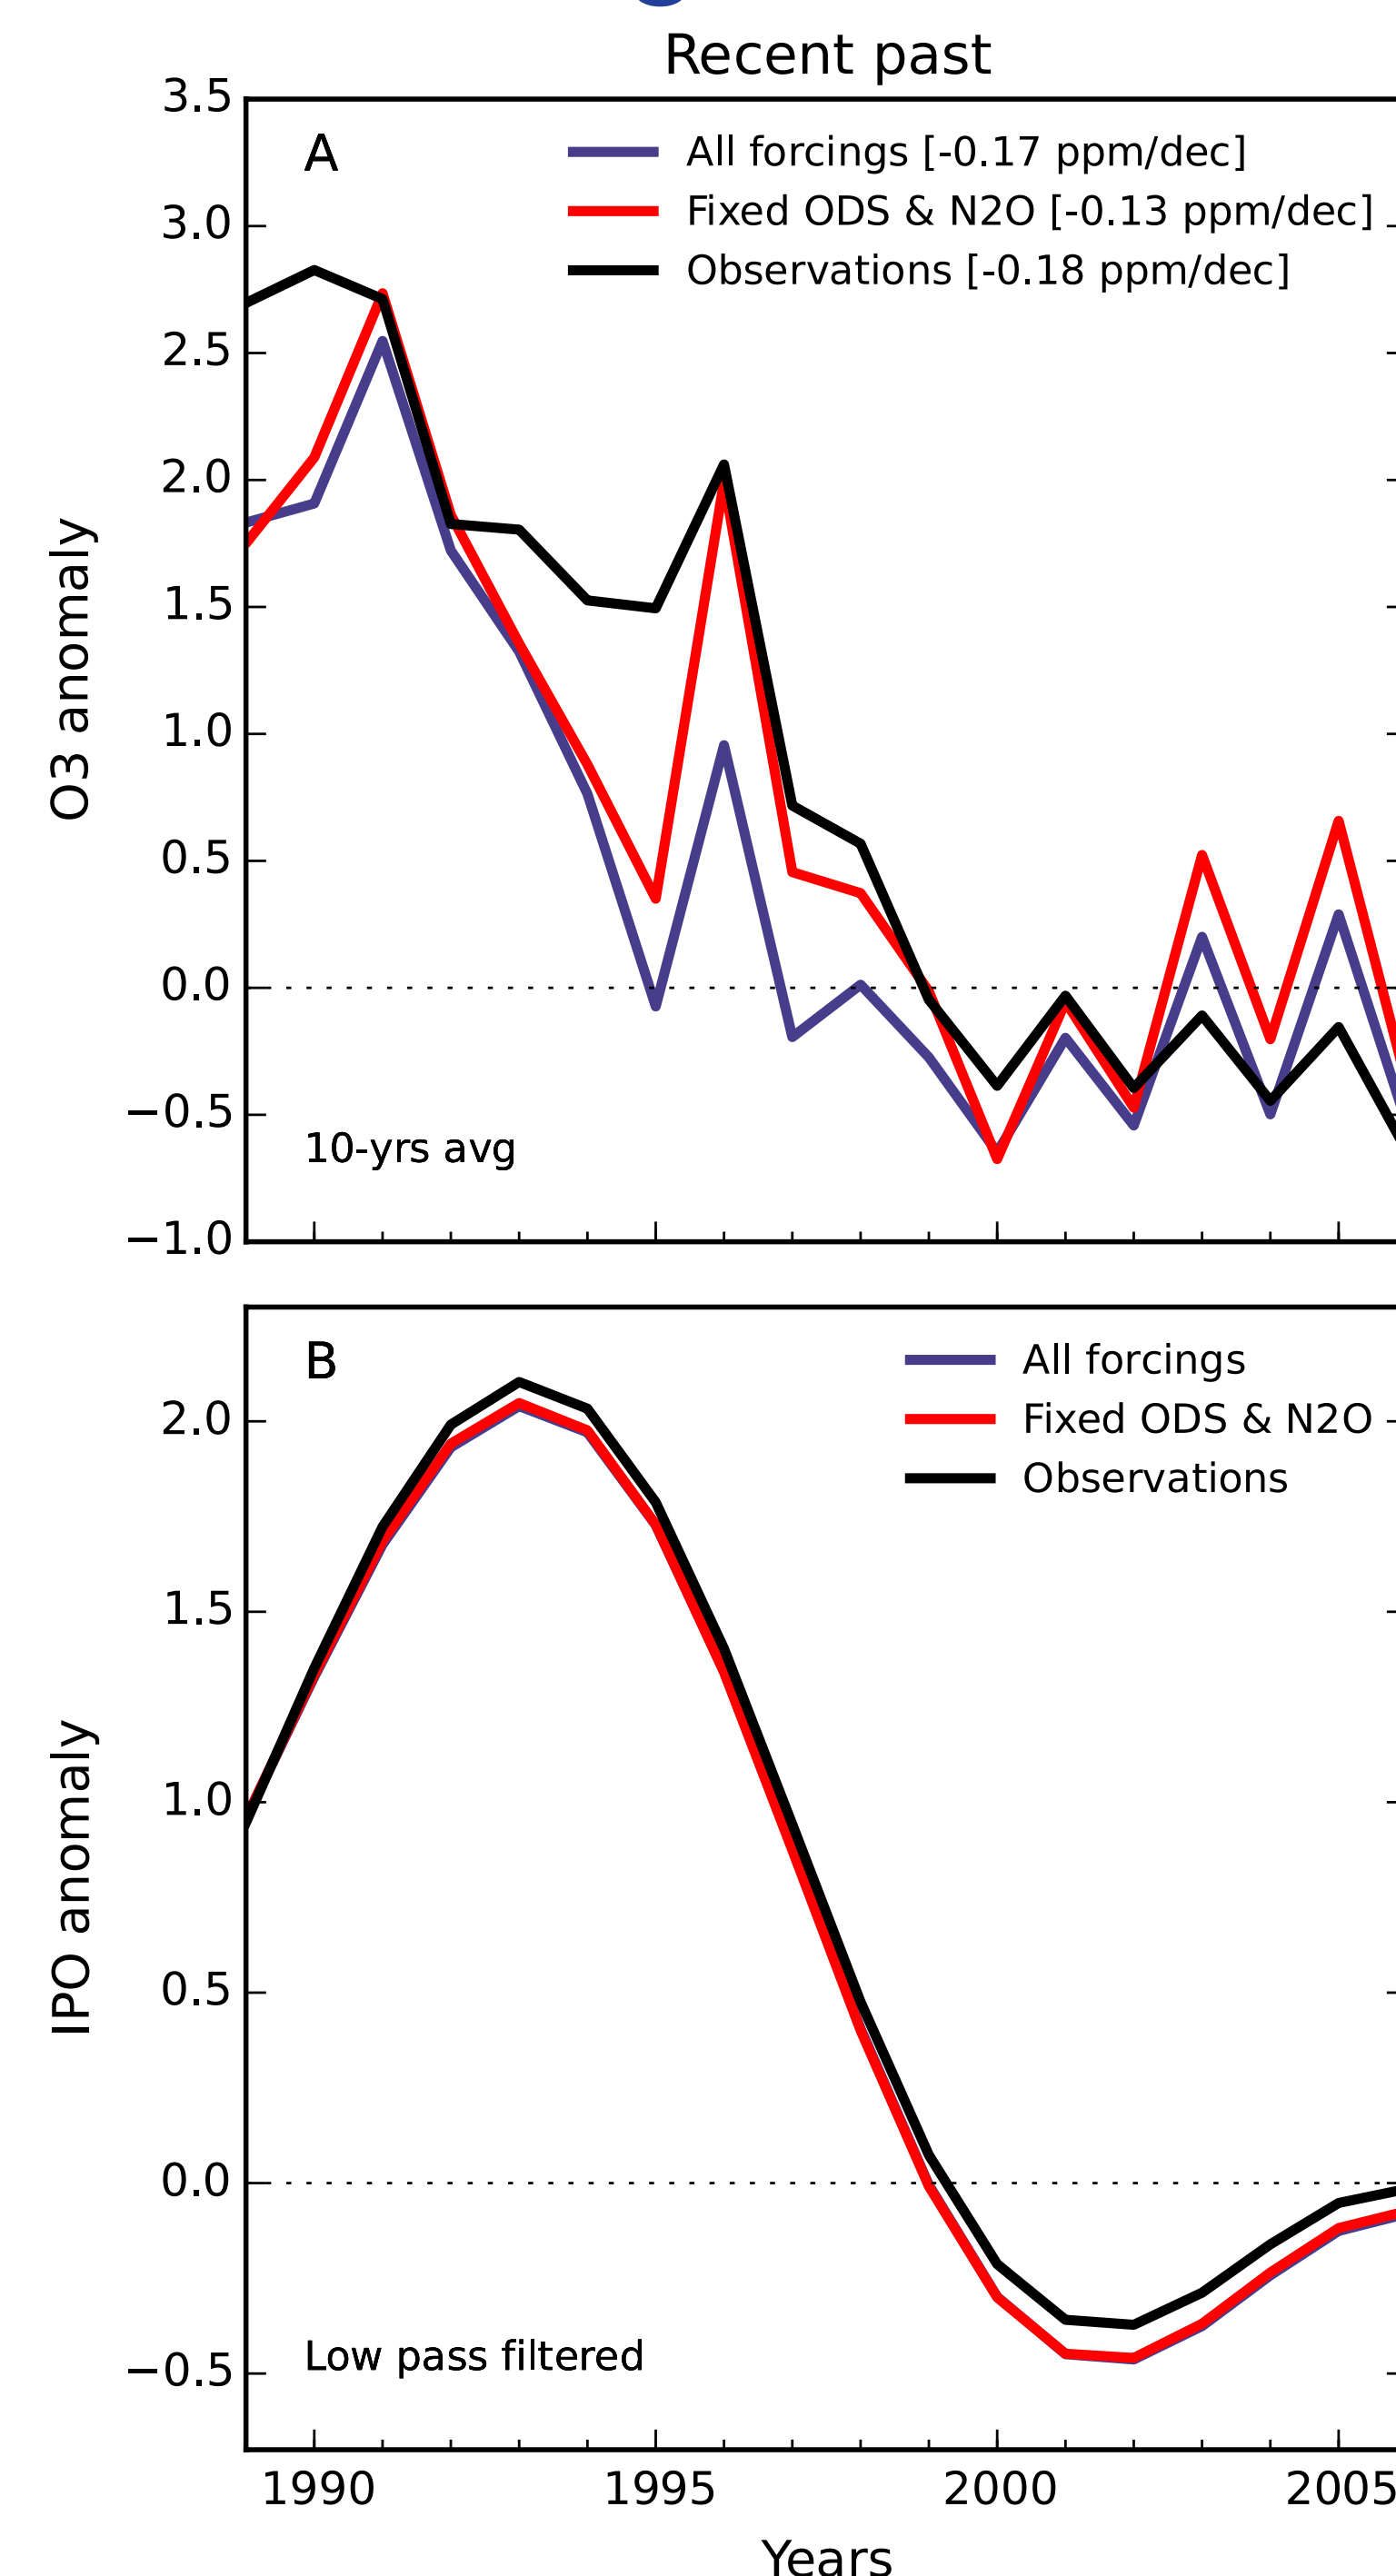 Recent past
3.5
3.0
2.5
2.0
1.5
1.0
0.5
0.0
−0.5
−1.0
O3 anomaly
A
All forcings [-0.17 ppm/dec]
Fixed ODS & N2O [-0.13 ppm/dec]
Observations [-0.18 ppm/dec]
10-yrs avg
2.0
1.5
1.0
0.5
0.0
−0.5
IPO anomaly
B
All forcings
Fixed ODS & N2O
Observations
Low pass filtered
1990 1995 2000 2005
Years